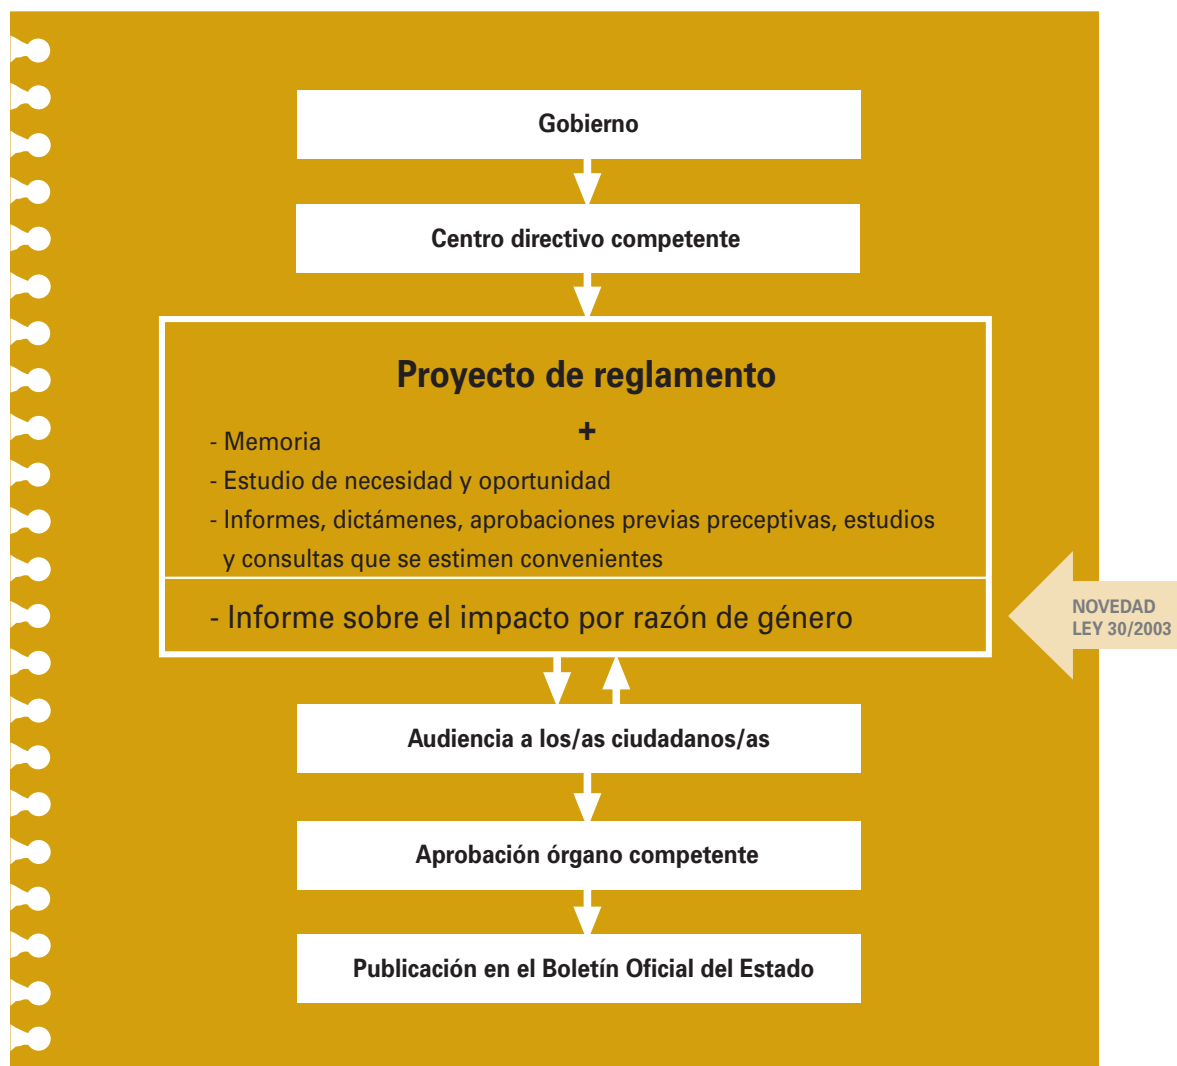 Gobierno
Centro directivo competente
Proyecto de reglamento
+
- Memoria
- Estudio de necesidad y oportunidad
- Informes, dictámenes, aprobaciones previas preceptivas, estudios
y consultas que se estimen convenientes
- Informe sobre el impacto por razón de género
NOVEDAD
LEY 30/2003
Audiencia a los/as ciudadanos/as
Aprobación órgano competente
Publicación en el Boletín Oficial del Estado